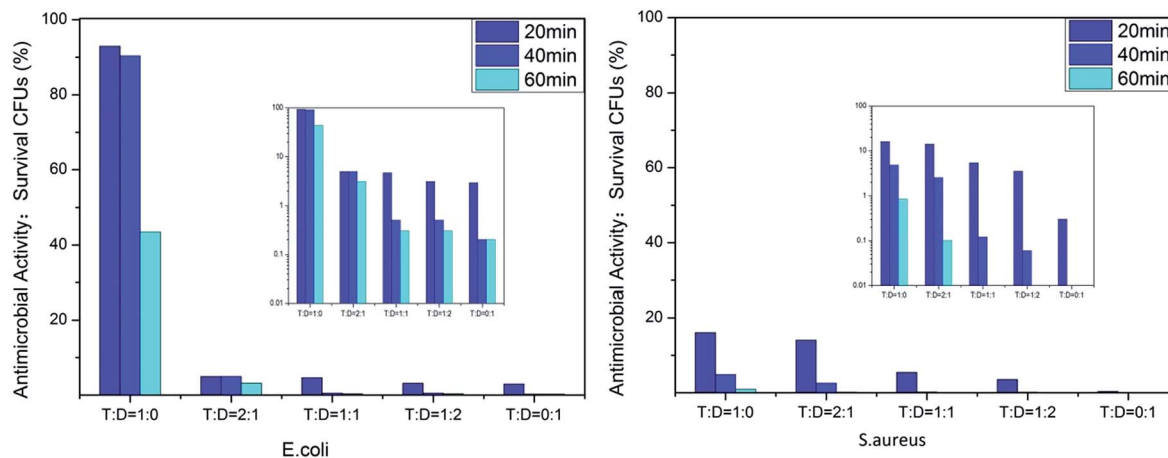 Antimicrobial Activity: Survival CFUs (%)
100
80
60
40
20
20min
40min
60min
100
10
1
0.1
0.01
T:D=1:0 T:D=2:1 T:D=1:1 T:D=1:2 T:D=0:1
T:D=1:0 T:D=2:1 T:D=1:1 T:D=1:2 T:D=0:1
E.coli
Antimicrobial Activity: Survival CFUs (%)
100
80
60
40
20
20min
40min
60min
100
10
1
0.1
0.01
T:D=1:0 T:D=2:1 T:D=1:1 T:D=1:2 T:D=0:1
T:D=1:0 T:D=2:1 T:D=1:1 T:D=1:2 T:D=0:1
S.aureus